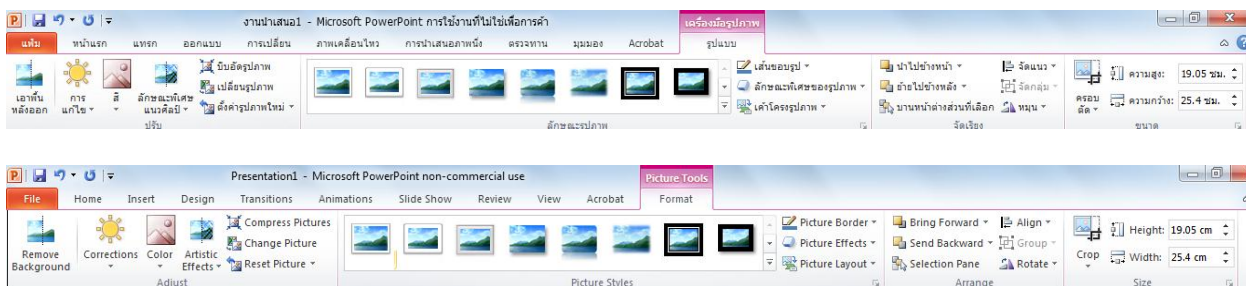 งานนำเสนอ1 - Microsoft PowerPoint การใช้งานที่ไม่ใช่เพื่อการค้า เครื่องมือรูปภาพ
แฟ้ม หน้าแรก แทรก ออกแบบ การเปลี่ยน ภาพเคลื่อนไหว การนำเสนอภาพนิ่ง ตรวจทาน มุมมอง Acrobat รูปแบบ
เอาพื้นหลังออก การแก้ไข สี ลักษณะพิเศษแนวศิลป์ บีบอัดรูปภาพ เส้นขอบรูป นำไปข้างหน้า จัดแนว ครอบตัด ความสูง: 19.05 ซม.
เปลี่ยนรูปภาพ ลักษณะพิเศษของรูปภาพ ย้ายไปข้างหลัง จัดกลุ่ม ความกว้าง: 25.4 ซม.
ตั้งค่ารูปภาพใหม่ เค้าโครงรูปภาพ บานหน้าต่างส่วนที่เลือก หมุน
ปรับ ลักษณะรูปภาพ จัดเรียง ขนาด
Presentation1 - Microsoft PowerPoint non-commercial use Picture Tools
File Home Insert Design Transitions Animations Slide Show Review View Acrobat Format
Remove Background Corrections Color Artistic Effects Compress Pictures Picture Border Bring Forward Align Crop Height: 19.05 cm
Change Picture Picture Effects Send Backward Group Width: 25.4 cm
Reset Picture Picture Layout Selection Pane Rotate
Adjust Picture Styles Arrange Size